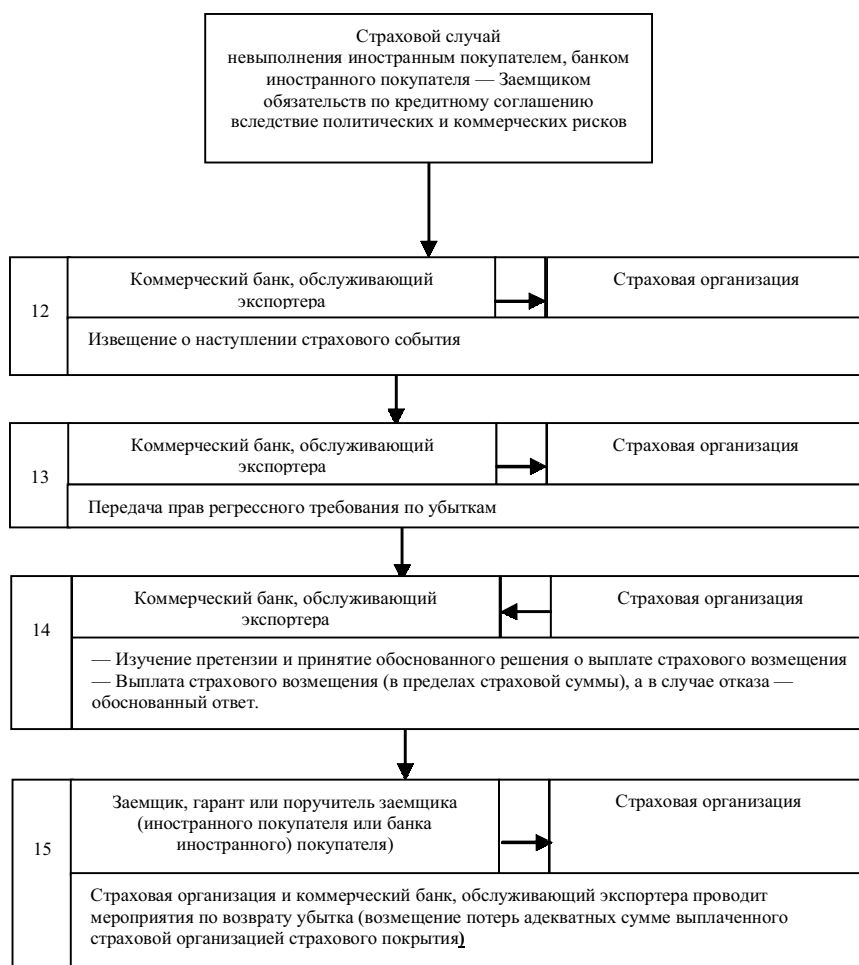 Страховой случай
невыполнения иностранным покупателем, банком
иностранного покупателя — Заемщиком
обязательств по кредитному соглашению
вследствие политических и коммерческих рисков
12
Коммерческий банк, обслуживающий
экспортера
Страховая организация
Извещение о наступлении страхового события
13
Коммерческий банк, обслуживающий
экспортера
Страховая организация
Передача прав регрессного требования по убыткам
14
Коммерческий банк, обслуживающий
экспортера
Страховая организация
— Изучение претензии и принятие обоснованного решения о выплате страхового возмещения
— Выплата страхового возмещения (в пределах страховой суммы), а в случае отказа —
обоснованный ответ.
15
Заемщик, гарант или поручитель заемщика
(иностранного покупателя или банка
иностранного) покупателя)
Страховая организация
Страховая организация и коммерческий банк, обслуживающий экспортера проводит
мероприятия по возврату убытка (возмещение потерь адекватных сумме выплаченного
страховой организацией страхового покрытия)